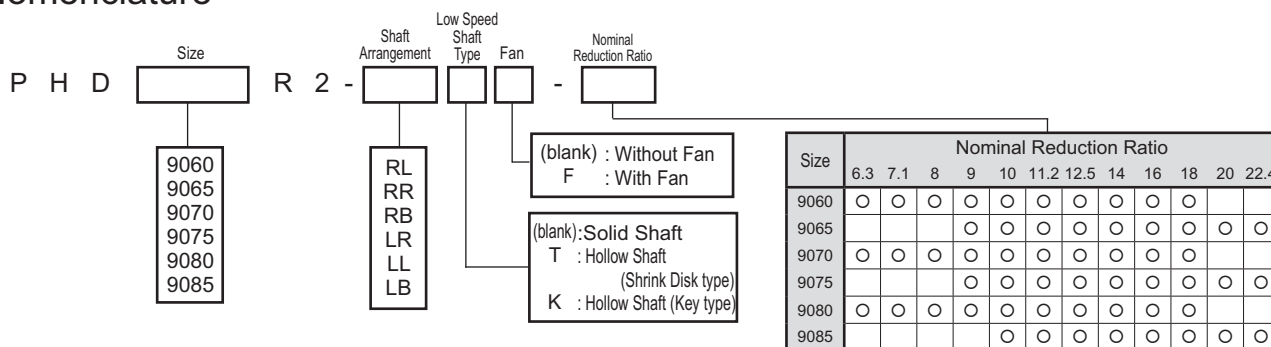 Size
Shaft
Arrangement
Low Speed
Shaft
Type
Fan
Nominal
Reduction Ratio
P H D R 2 - -
9060
9065
9070
9075
9080
9085
RL
RR
RB
LR
LL
LB
(blank) : Without Fan
F : With Fan
(blank):Solid Shaft
T : Hollow Shaft
(Shrink Disk type)
K : Hollow Shaft (Key type)
Size Nominal Reduction Ratio
6.3 7.1 8 9 10 11.2 12.5 14 16 18 20 22.4
9060 O O O O O O O O O O
9065 O O O O O O O O O
9070 O O O O O O O O O O
9075 O O O O O O O O O
9080 O O O O O O O O O O
9085 O O O O O O O O